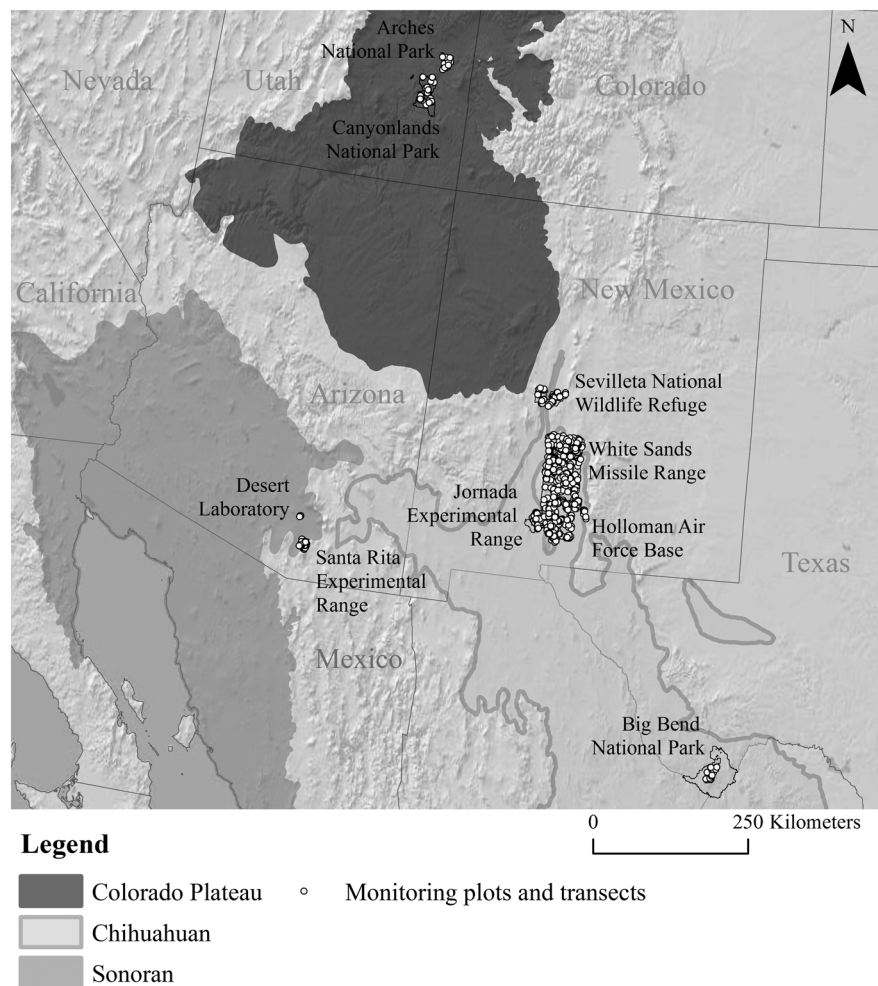 Arches
National Park
N
Nevada
Utah
Colorado
Canyonlands
National Park
California
New Mexico
Arizona
Sevilleta National
Wildlife Refuge
White Sands
Missile Range
Desert
Laboratory
Jornada
Experimental
Range
Holloman Air
Force Base
Santa Rita
Experimental
Range
Texas
Mexico
Big Bend
National Park
0
250 Kilometers
Legend
Colorado Plateau
Monitoring plots and transects
Chihuahuan
Sonoran